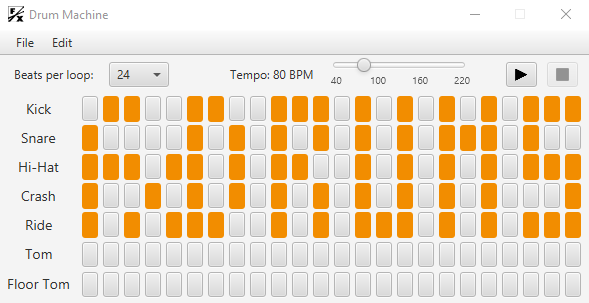 F/X Drum Machine
File Edit
Beats per loop: 24 Tempo: 80 BPM
40 100 160 220
Kick
Snare
Hi-Hat
Crash
Ride
Tom
Floor Tom